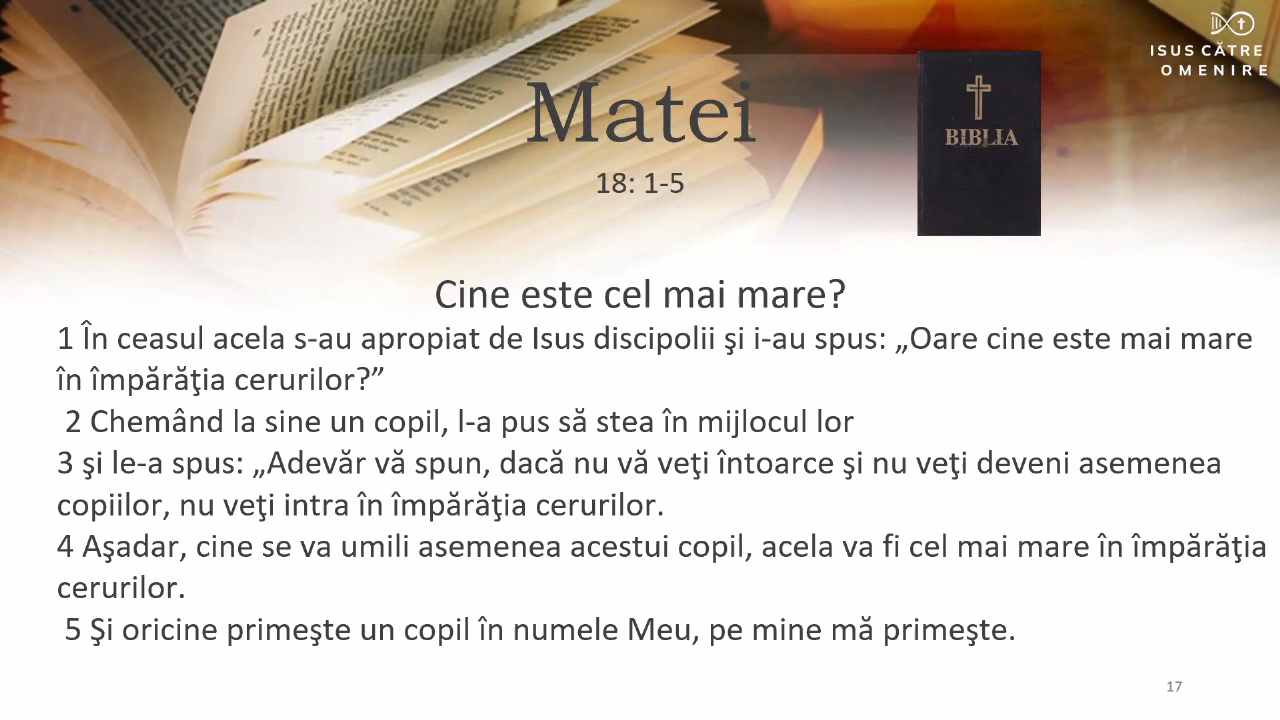 ISUS CĂTRE
OMENIRE
Matei
BIBLIA
18: 1-5
Cine este cel mai mare?
1 În ceasul acela s-au apropiat de Isus discipolii şi i-au spus: „Oare cine este mai mare
în împărăţia cerurilor?”
2 Chemând la sine un copil, l-a pus să stea în mijlocul lor
3 şi le-a spus: „Adevăr vă spun, dacă nu vă veţi întoarce şi nu veţi deveni asemenea
copiilor, nu veţi intra în împărăţia cerurilor.
4 Aşadar, cine se va umili asemenea acestui copil, acela va fi cel mai mare în împărăţia
cerurilor.
5 Şi oricine primeşte un copil în numele Meu, pe mine mă primeşte.
17